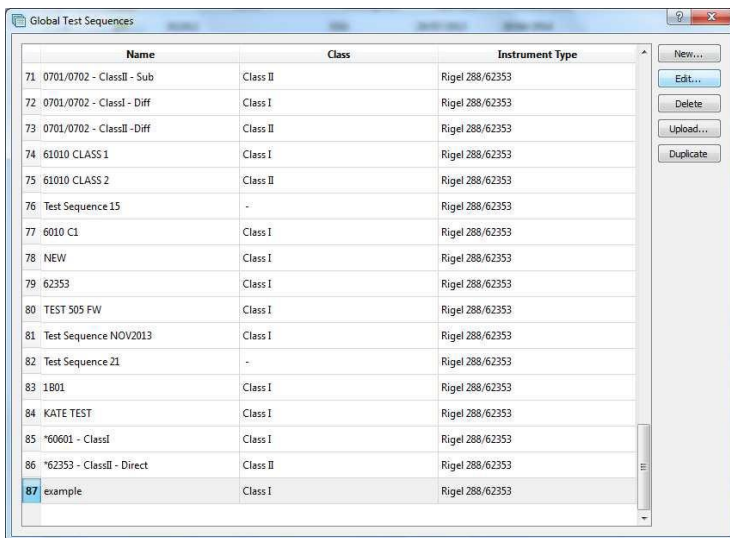 Global Test Sequences
Name Class Instrument Type
71 0701/0702 - ClassII - Sub Class II Rigel 288/62353
72 0701/0702 - ClassI - Diff Class I Rigel 288/62353
73 0701/0702 - ClassII -Diff Class II Rigel 288/62353
74 61010 CLASS 1 Class I Rigel 288/62353
75 61010 CLASS 2 Class II Rigel 288/62353
76 Test Sequence 15 - Rigel 288/62353
77 6010 C1 Class I Rigel 288/62353
78 NEW Class I Rigel 288/62353
79 62353 Class I Rigel 288/62353
80 TEST 505 FW Class I Rigel 288/62353
81 Test Sequence NOV2013 Class I Rigel 288/62353
82 Test Sequence 21 - Rigel 288/62353
83 1B01 Class I Rigel 288/62353
84 KATE TEST Class I Rigel 288/62353
85 *60601 - ClassI Class I Rigel 288/62353
86 *62353 - ClassII - Direct Class II Rigel 288/62353
87 example Class I Rigel 288/62353
New...
Edit...
Delete
Upload...
Duplicate